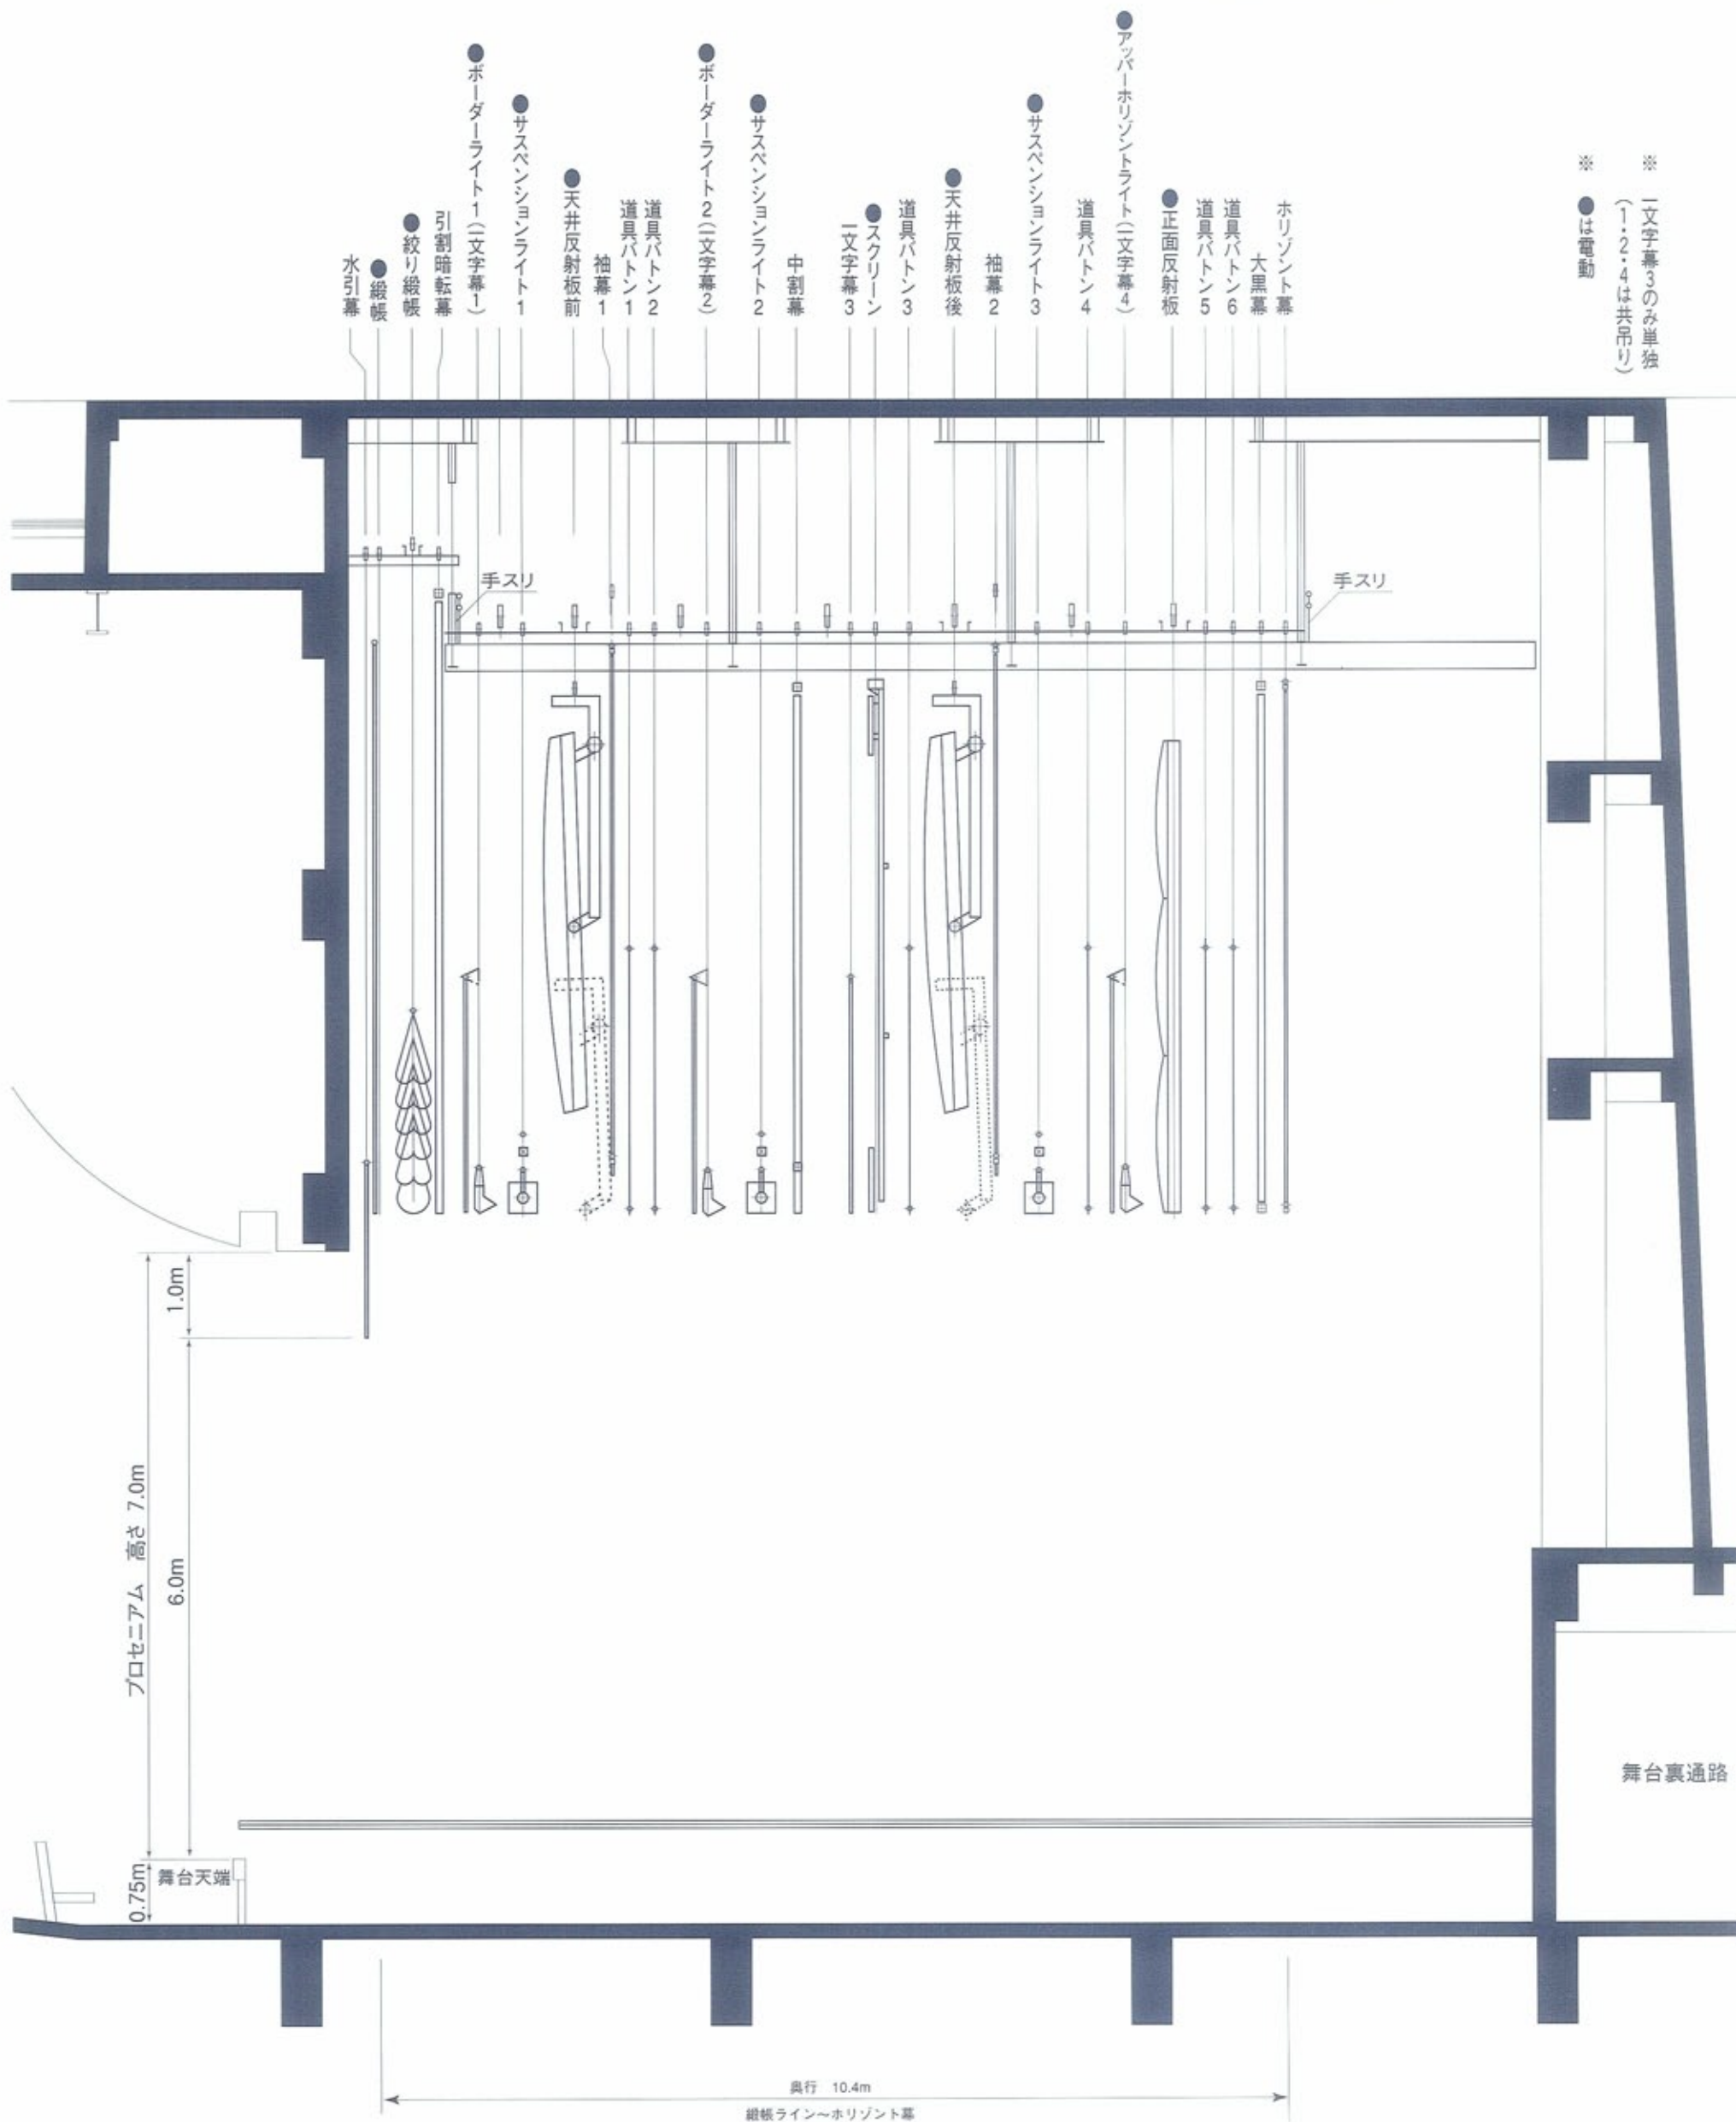 水引幕
●緞帳
●絞り緞帳
引割暗転幕
●ボーダーライト1(一文字幕1)
●サスペンションライト1
●天井反射板前
袖幕1
道具バトン1
道具バトン2
●ボーダーライト2(一文字幕2)
●サスペンションライト2
中割幕
一文字幕3
●スクリーン
道具バトン3
●天井反射板後
袖幕2
●サスペンションライト3
道具バトン4
●アッパーホリゾントライト(一文字幕4)
●正面反射板
道具バトン5
道具バトン6
大黒幕
ホリゾント幕
※ 一文字幕3のみ単独
(1・2・4は共吊り)
※ ●は電動
手スリ
手スリ
1.0m
プロセニアム 高さ 7.0m
6.0m
舞台裏通路
舞台天端
0.75m
奥行 10.4m
緞帳ライン〜ホリゾント幕